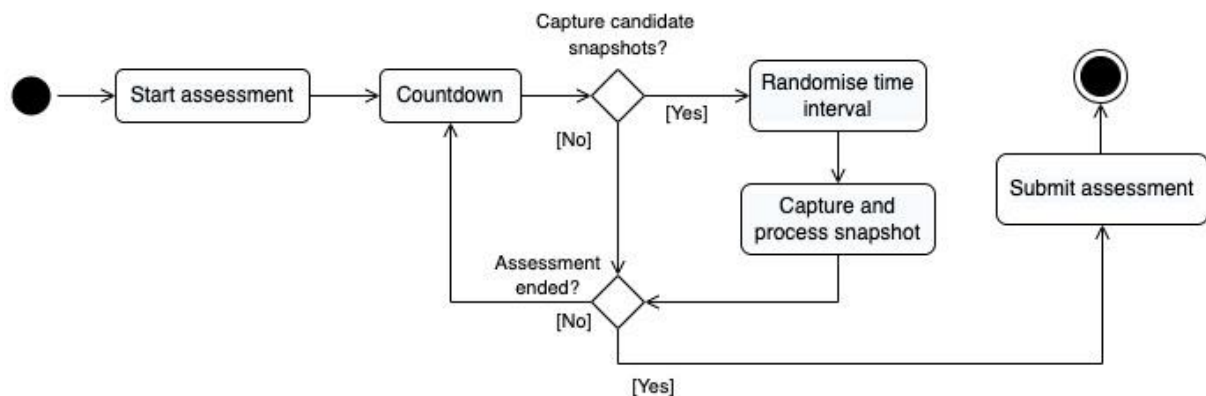 Capture candidate
snapshots?
Start assessment
Countdown
Randomise time
interval
[Yes]
[No]
Submit assessment
Capture and
process snapshot
Assessment
ended?
[No]
[Yes]